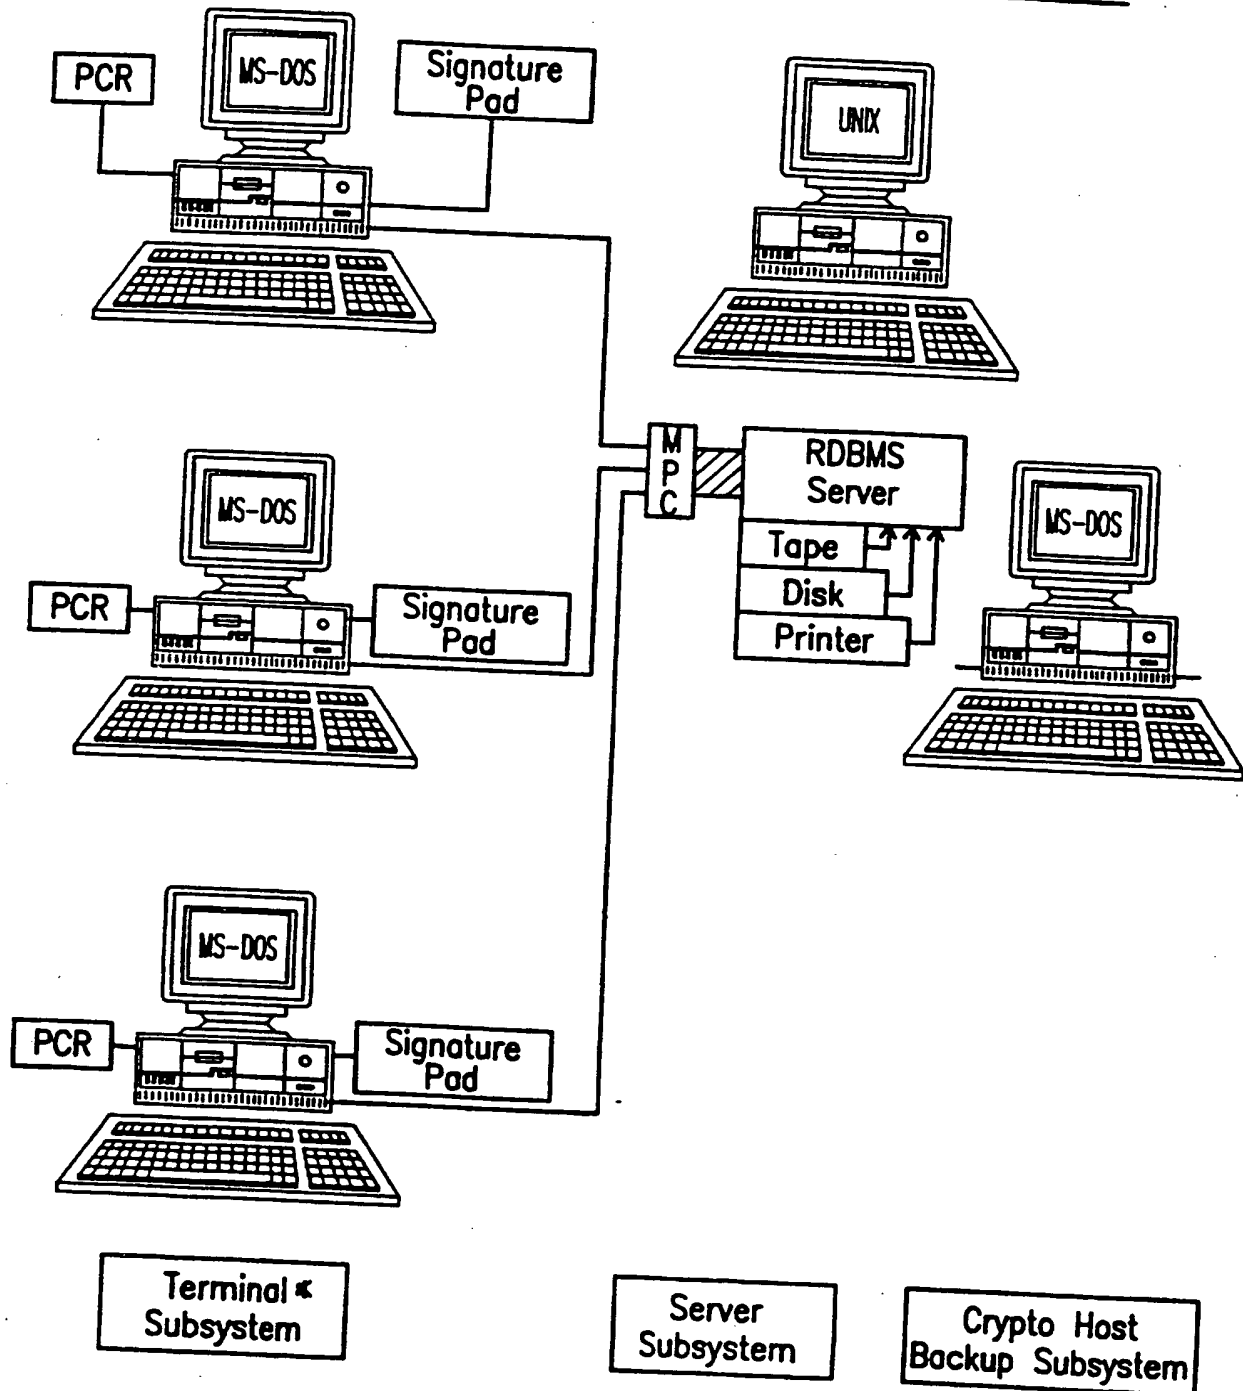 PCR
MS-DOS
Signature
Pad
UNIX
M
P
C
RDBMS
Server
Tape
Disk
Printer
MS-DOS
PCR
MS-DOS
Signature
Pad
MS-DOS
PCR
Signature
Pad
Terminal
Subsystem
Server
Subsystem
Crypto Host
Backup Subsystem